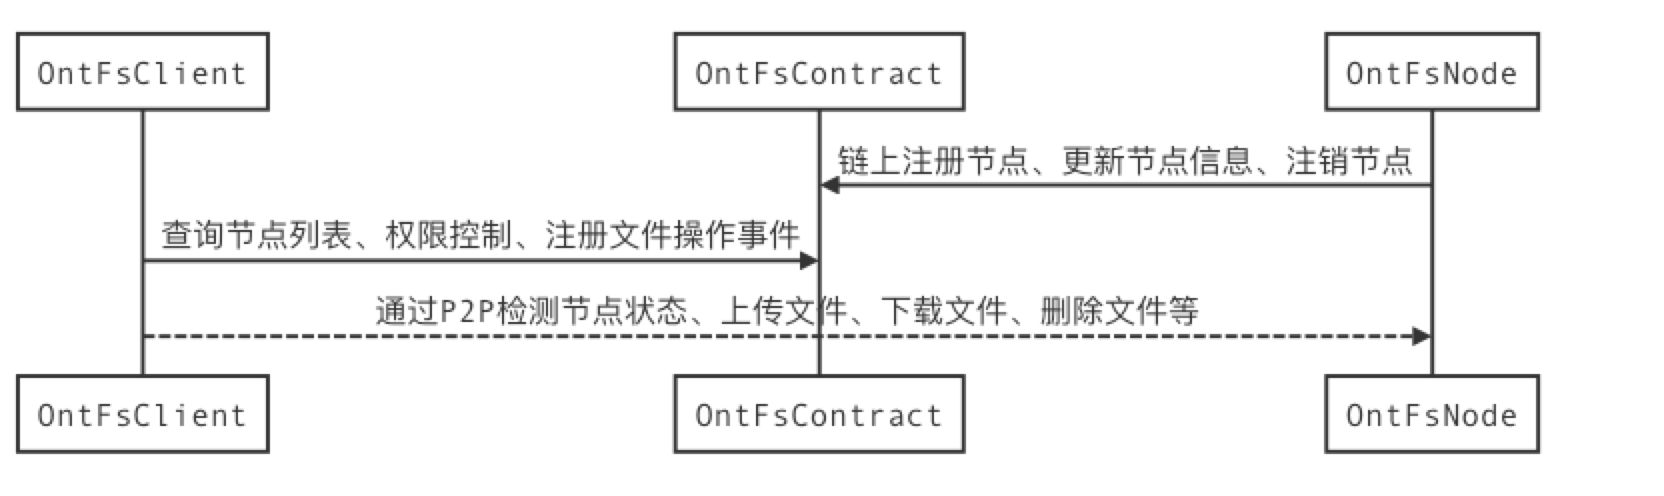 OntFsClient
OntFsContract
OntFsNode
链上注册节点、更新节点信息、注销节点
查询节点列表、权限控制、注册文件操作事件
通过P2P检测节点状态、上传文件、下载文件、删除文件等
OntFsClient
OntFsContract
OntFsNode